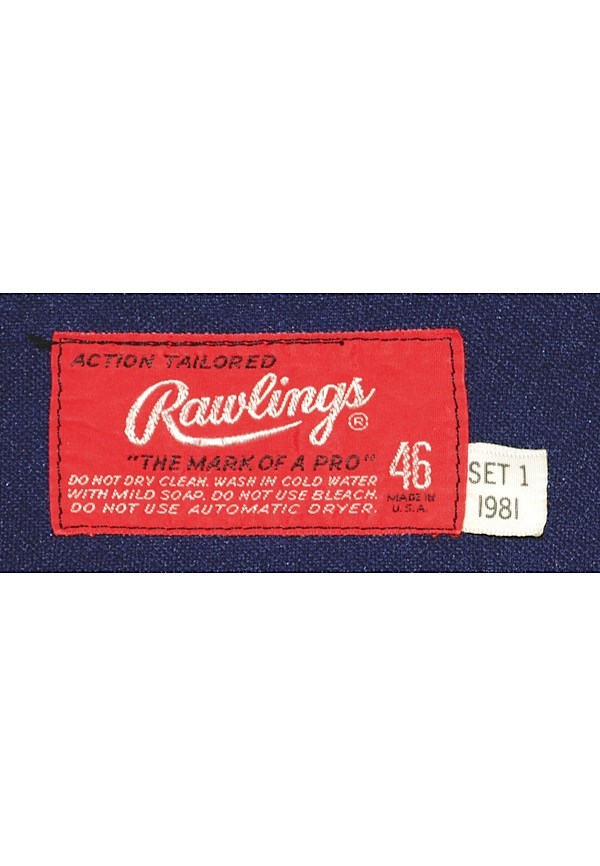 ACTION TAILORED
Rawlings®
"THE MARK OF A PRO"
DO NOT DRY CLEAN. WASH IN COLD WATER
WITH MILD SOAP. DO NOT USE BLEACH.
DO NOT USE AUTOMATIC DRYER.
46
MADE IN
U.S.A.
SET 1
1981